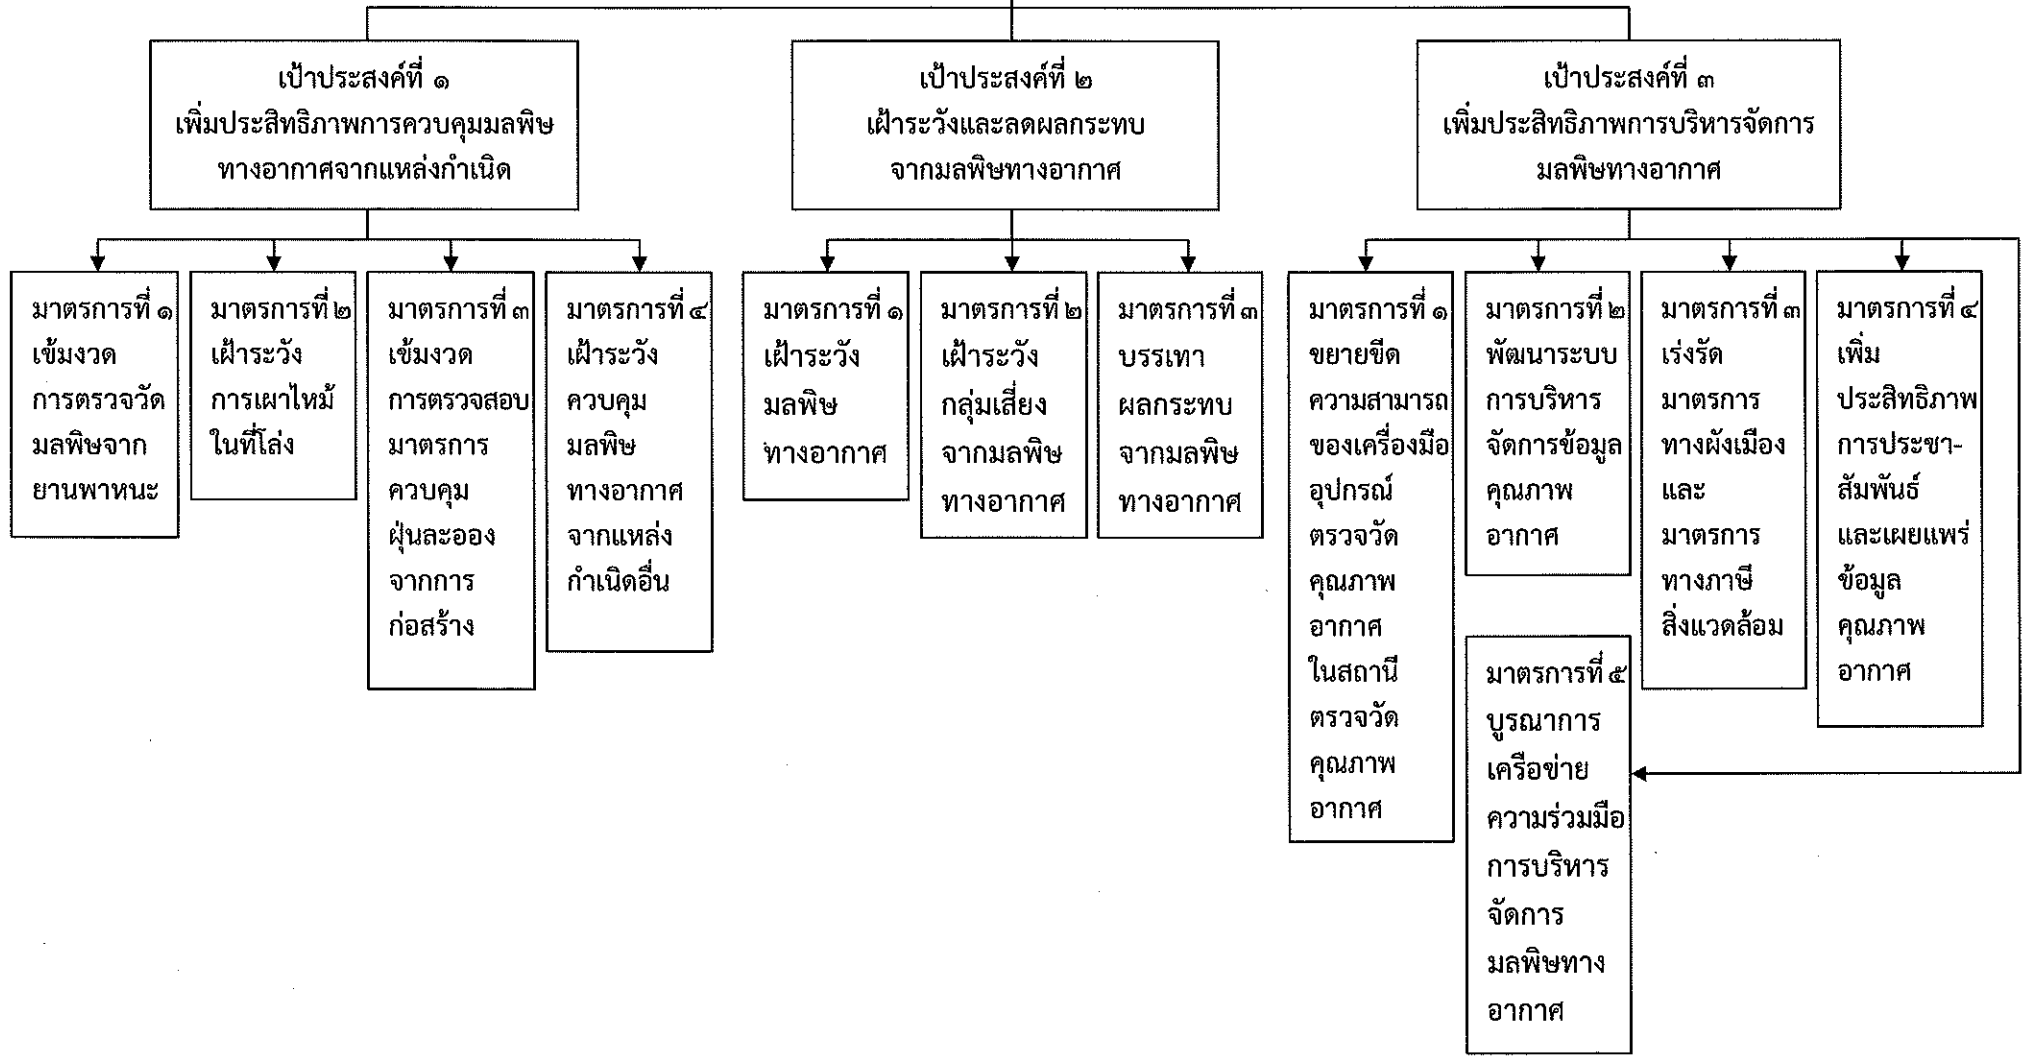 เป้าประสงค์ที่ ๑
เพิ่มประสิทธิภาพการควบคุมมลพิษ
ทางอากาศจากแหล่งกำเนิด
เป้าประสงค์ที่ ๒
เฝ้าระวังและลดผลกระทบ
จากมลพิษทางอากาศ
เป้าประสงค์ที่ ๓
เพิ่มประสิทธิภาพการบริหารจัดการ
มลพิษทางอากาศ
มาตรการที่ ๑
เข้มงวด
การตรวจวัด
มลพิษจาก
ยานพาหนะ
มาตรการที่ ๒
เฝ้าระวัง
การเผาไหม้
ในที่โล่ง
มาตรการที่ ๓
เข้มงวด
การตรวจสอบ
มาตรการ
ควบคุม
ฝุ่นละออง
จากการ
ก่อสร้าง
มาตรการที่ ๔
เฝ้าระวัง
ควบคุม
มลพิษ
ทางอากาศ
จากแหล่ง
กำเนิดอื่น
มาตรการที่ ๑
เฝ้าระวัง
มลพิษ
ทางอากาศ
มาตรการที่ ๒
เฝ้าระวัง
กลุ่มเสี่ยง
จากมลพิษ
ทางอากาศ
มาตรการที่ ๓
บรรเทา
ผลกระทบ
จากมลพิษ
ทางอากาศ
มาตรการที่ ๑
ขยายขีด
ความสามารถ
ของเครื่องมือ
อุปกรณ์
ตรวจวัด
คุณภาพ
อากาศ
ในสถานี
ตรวจวัด
คุณภาพ
อากาศ
มาตรการที่ ๒
พัฒนาระบบ
การบริหาร
จัดการข้อมูล
คุณภาพ
อากาศ
มาตรการที่ ๓
เร่งรัด
มาตรการ
ทางผังเมือง
และ
มาตรการ
ทางภาษี
สิ่งแวดล้อม
มาตรการที่ ๔
เพิ่ม
ประสิทธิภาพ
การประชา-
สัมพันธ์
และเผยแพร่
ข้อมูล
คุณภาพ
อากาศ
มาตรการที่ ๕
บูรณาการ
เครือข่าย
ความร่วมมือ
การบริหาร
จัดการ
มลพิษทาง
อากาศ